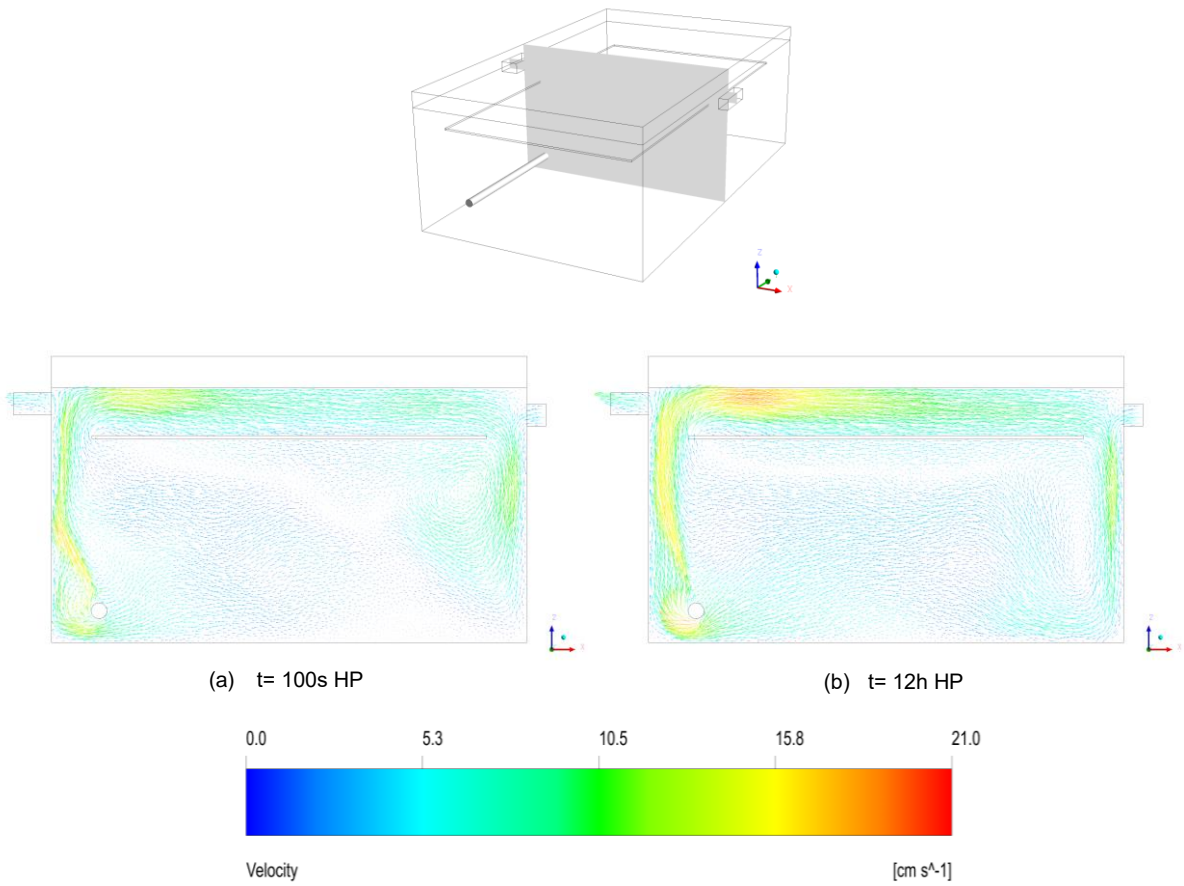 Z
X
Z
X
Z
X
(a) t= 100s HP
(b) t= 12h HP
0.0 5.3 10.5 15.8 21.0
Velocity [cm s^-1]